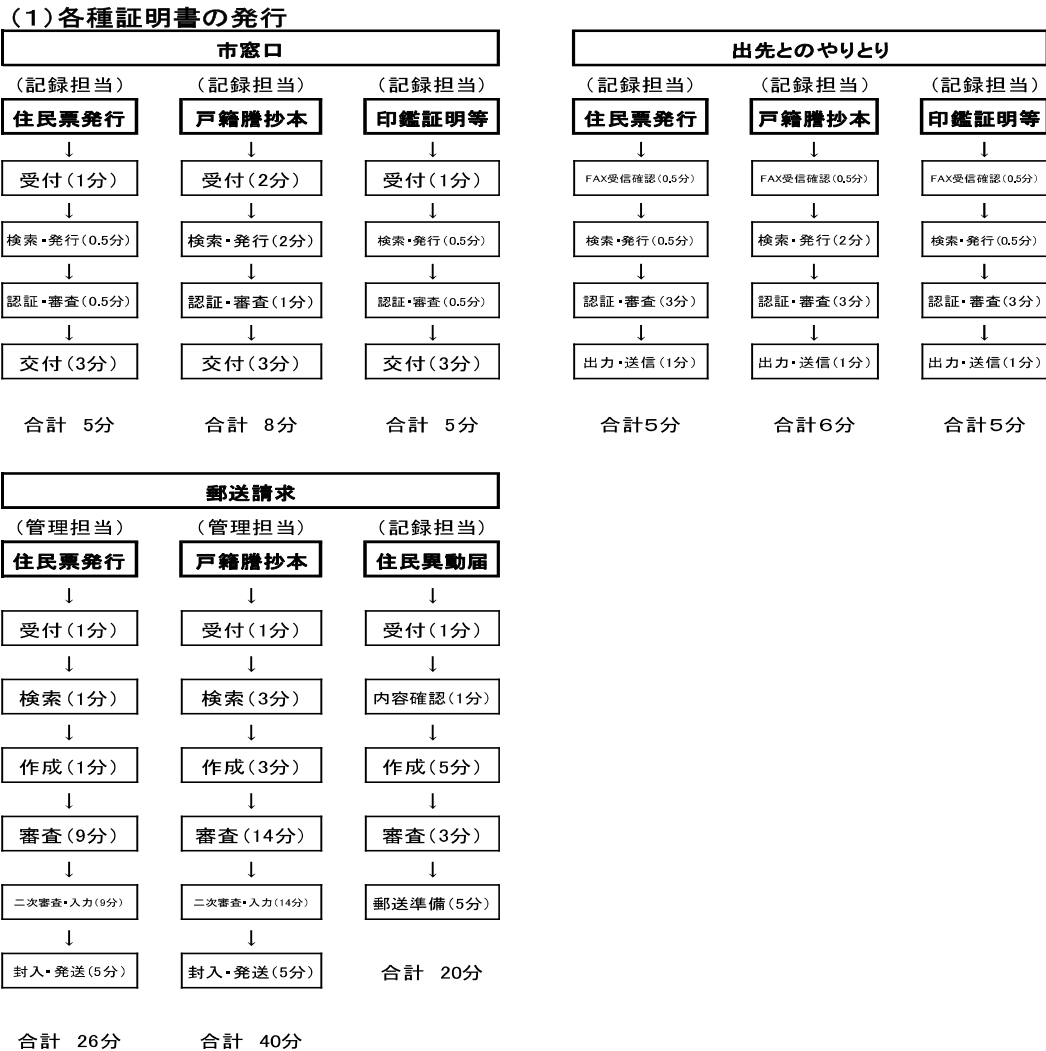 （1）各種証明書の発行
市窓口
（記録担当）　（記録担当）　（記録担当）
住民票発行　戸籍謄抄本　印鑑証明等
↓　↓　↓
受付（1分）　受付（2分）　受付（1分）
↓　↓　↓
検索・発行（0.5分）　検索・発行（2分）　検索・発行（0.5分）
↓　↓　↓
認証・審査（0.5分）　認証・審査（1分）　認証・審査（0.5分）
↓　↓　↓
交付（3分）　交付（3分）　交付（3分）
合計　5分　合計　8分　合計　5分
出先とのやりとり
（記録担当）　（記録担当）　（記録担当）
住民票発行　戸籍謄抄本　印鑑証明等
↓　↓　↓
FAX受信確認（0.5分）　FAX受信確認（0.5分）　FAX受信確認（0.5分）
↓　↓　↓
検索・発行（0.5分）　検索・発行（2分）　検索・発行（0.5分）
↓　↓　↓
認証・審査（3分）　認証・審査（3分）　認証・審査（3分）
↓　↓　↓
出力・送信（1分）　出力・送信（1分）　出力・送信（1分）
合計５分　合計６分　合計５分
郵送請求
（管理担当）　（管理担当）　（記録担当）
住民票発行　戸籍謄抄本　住民異動届
↓　↓　↓
受付（1分）　受付（1分）　受付（1分）
↓　↓　↓
検索（1分）　検索（3分）　内容確認（1分）
↓　↓　↓
作成（1分）　作成（3分）　作成（5分）
↓　↓　↓
審査（9分）　審査（14分）　審査（3分）
↓　↓　↓
二次審査・入力（9分）　二次審査・入力（14分）　郵送準備（5分）
↓　↓
封入・発送（5分）　封入・発送（5分）　合計　20分
合計　26分　合計　40分